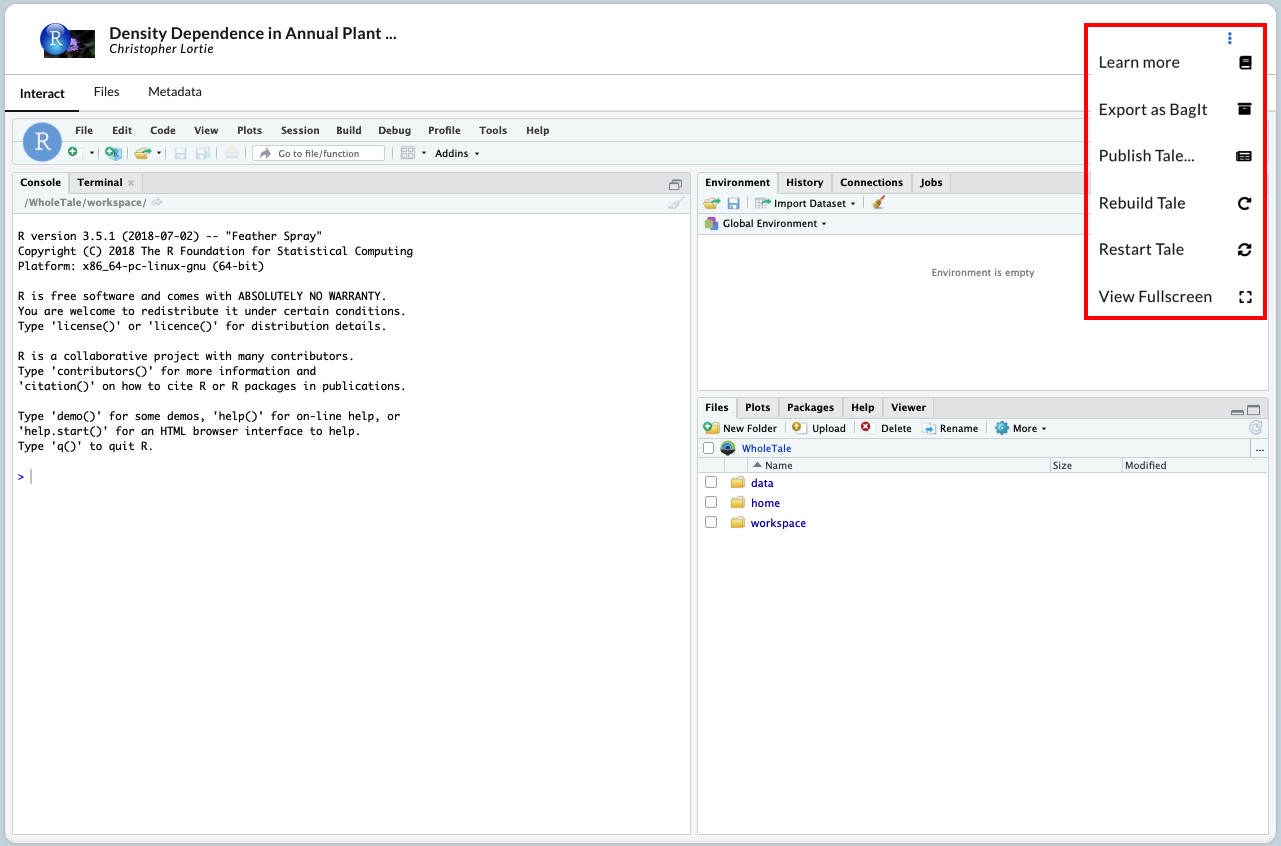 Density Dependence in Annual Plant ...
Christopher Lortie
Interact Files Metadata
Learn more
Export as BagIt
Publish Tale...
Rebuild Tale
Restart Tale
View Fullscreen
R
File Edit Code View Plots Session Build Debug Profile Tools Help
Go to file/function Addins
Console Terminal
/WholeTale/workspace/
R version 3.5.1 (2018-07-02) -- "Feather Spray"
Copyright (C) 2018 The R Foundation for Statistical Computing
Platform: x86_64-pc-linux-gnu (64-bit)
R is free software and comes with ABSOLUTELY NO WARRANTY.
You are welcome to redistribute it under certain conditions.
Type 'license()' or 'licence()' for distribution details.
R is a collaborative project with many contributors.
Type 'contributors()' for more information and
'citation()' on how to cite R or R packages in publications.
Type 'demo()' for some demos, 'help()' for on-line help, or
'help.start()' for an HTML browser interface to help.
Type 'q()' to quit R.
>
Environment History Connections Jobs
Import Dataset
Global Environment
Environment is empty
Files Plots Packages Help Viewer
New Folder Upload Delete Rename More
WholeTale ...
Name Size Modified
data
home
workspace